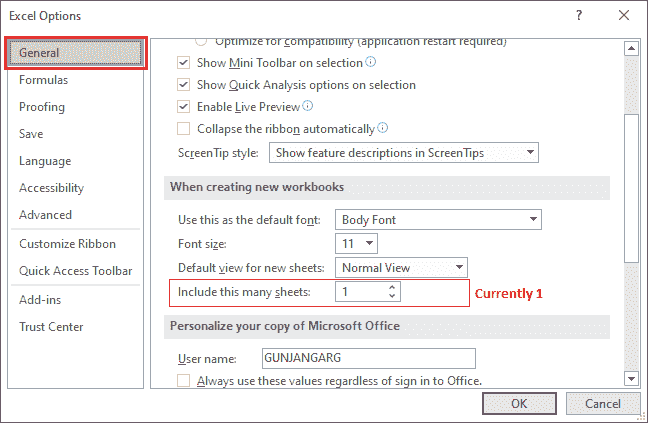 Excel Options
?
General
Formulas
Proofing
Save
Language
Accessibility
Advanced
Customize Ribbon
Quick Access Toolbar
Add-ins
Trust Center
Optimize for compatibility (application restart required)
Show Mini Toolbar on selection
Show Quick Analysis options on selection
Enable Live Preview
Collapse the ribbon automatically
ScreenTip style: Show feature descriptions in ScreenTips
When creating new workbooks
Use this as the default font: Body Font
Font size: 11
Default view for new sheets: Normal View
Include this many sheets: 1 Currently 1
Personalize your copy of Microsoft Office
User name: GUNJANGARG
Always use these values regardless of sign in to Office.
OK Cancel